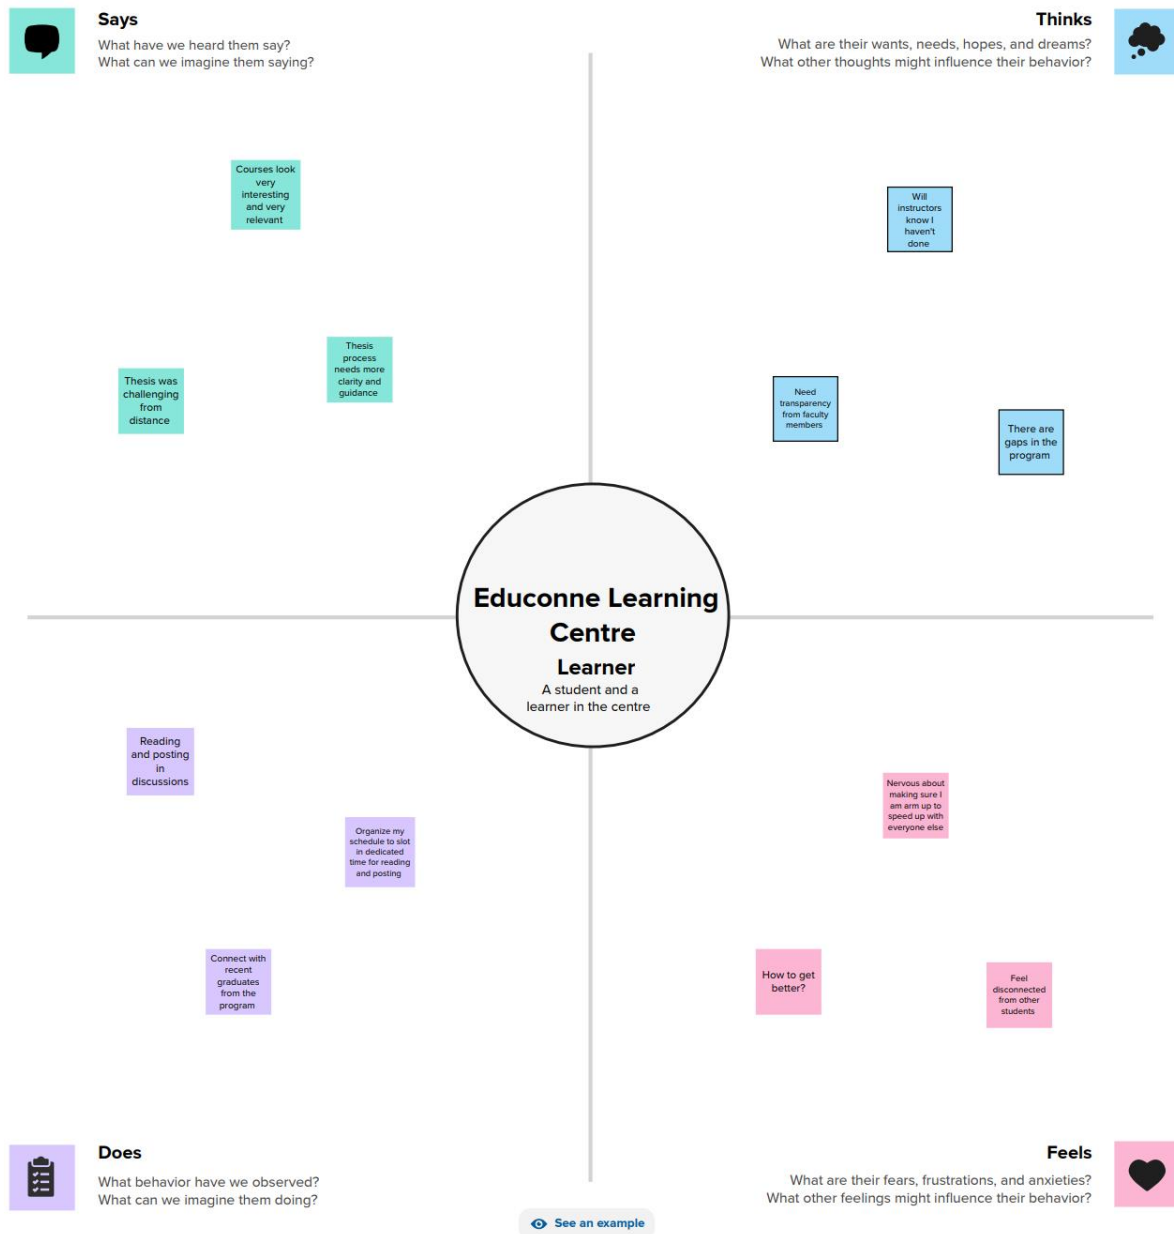 Says
What have we heard them say?
What can we imagine them saying?
Thinks
What are their wants, needs, hopes, and dreams?
What other thoughts might influence their behavior?
Courses look
very
interesting
and very
relevant
Thesis
process
needs more
clarity and
guidance
Thesis was
challenging
from
distance
Will
instructors
know I
haven't
done
Need
transparency
from faculty
members
There are
gaps in the
program
Educonne Learning
Centre
Learner
A student and a
learner in the centre
Reading
and posting
in
discussions
Organize my
schedule to slot
in dedicated
time for reading
and posting
Connect with
recent
graduates
from the
program
Nervous about
making sure I
am arm up to
speed up with
everyone else
How to get
better?
Feel
disconnected
from other
students
Does
What behavior have we observed?
What can we imagine them doing?
Feels
What are their fears, frustrations, and anxieties?
What other feelings might influence their behavior?
See an example